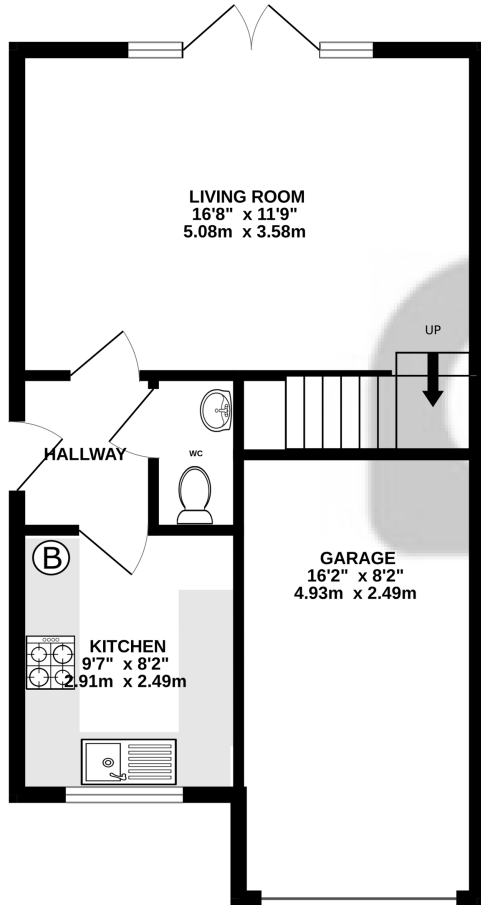 LIVING ROOM
16'8" x 11'9"
5.08m x 3.58m
UP
WC
HALLWAY
B
GARAGE
16'2" x 8'2"
4.93m x 2.49m
KITCHEN
9'7" x 8'2"
2.91m x 2.49m